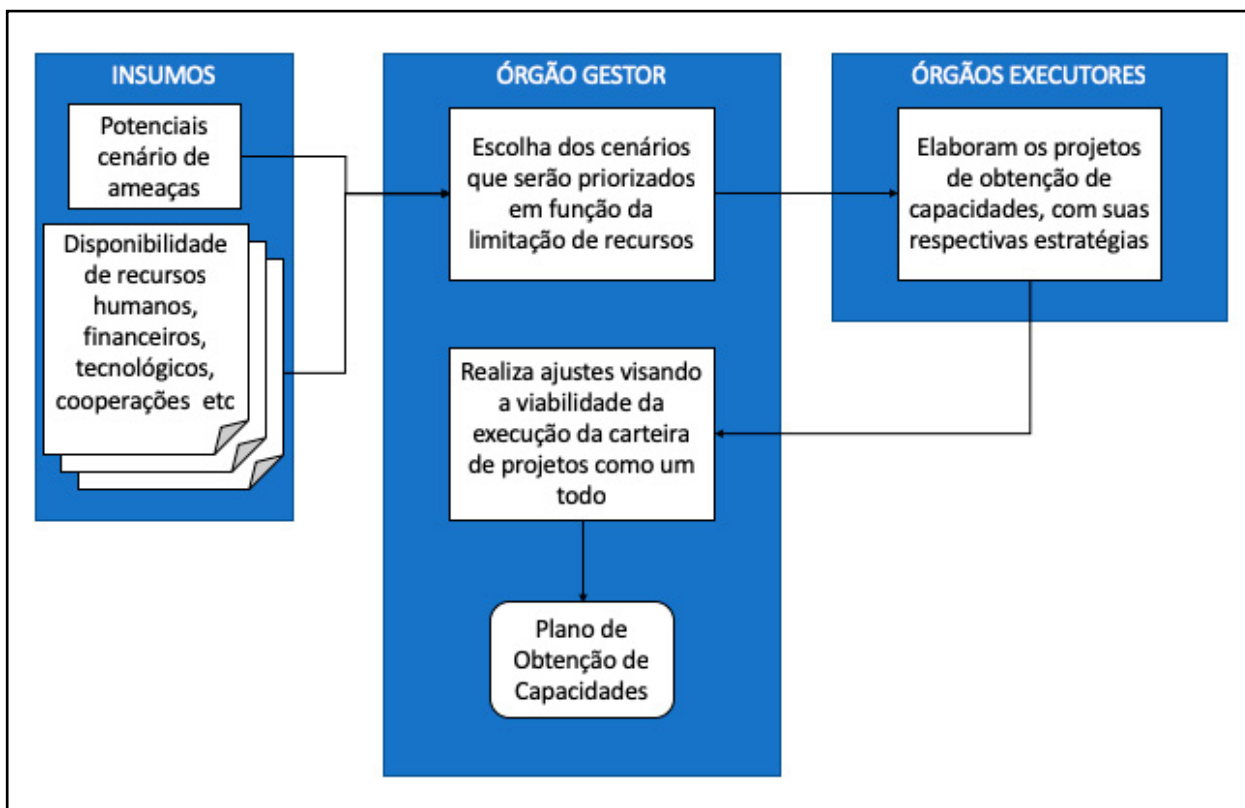 INSUMOS
Potenciais
cenário de
ameaças
Disponibilidade
de recursos
humanos,
financeiros,
tecnológicos,
cooperações etc
ÓRGÃO GESTOR
Escolha dos cenários
que serão priorizados
em função da
limitação de recursos
ÓRGÃOS EXECUTORES
Elaboram os projetos
de obtenção de
capacidades, com suas
respectivas estratégias
Realiza ajustes visando
a viabilidade da
execução da carteira
de projetos como um
todo
Plano de
Obtenção de
Capacidades